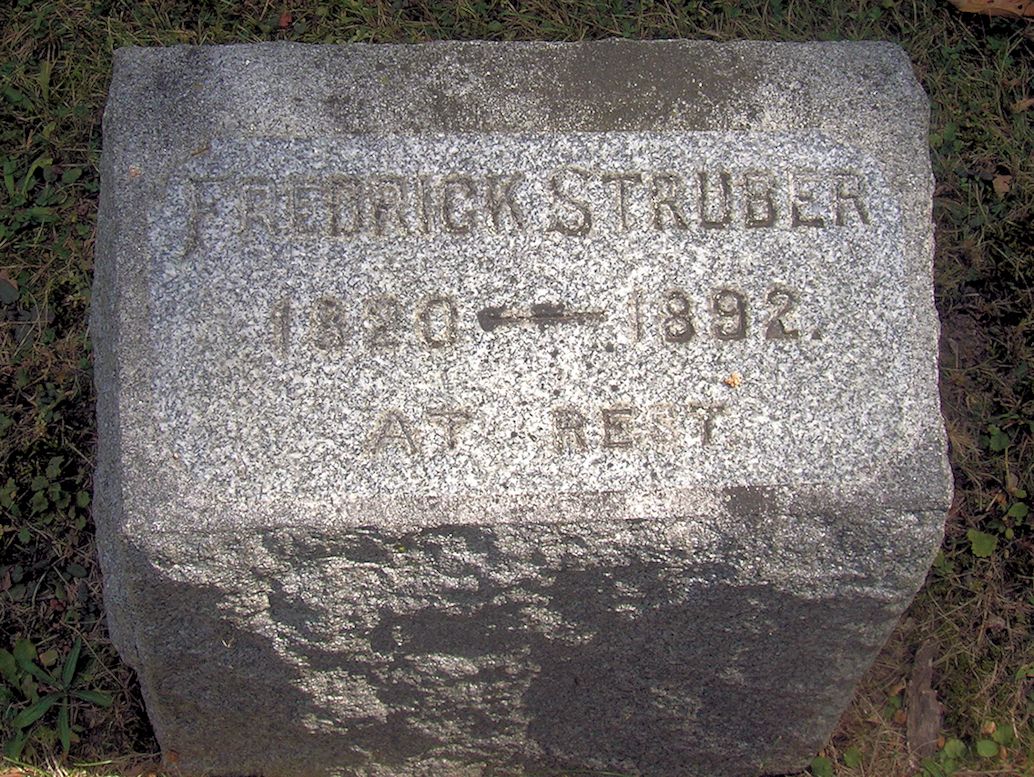 FREDRICK STRUBER
1820 — 1892.
AT REST